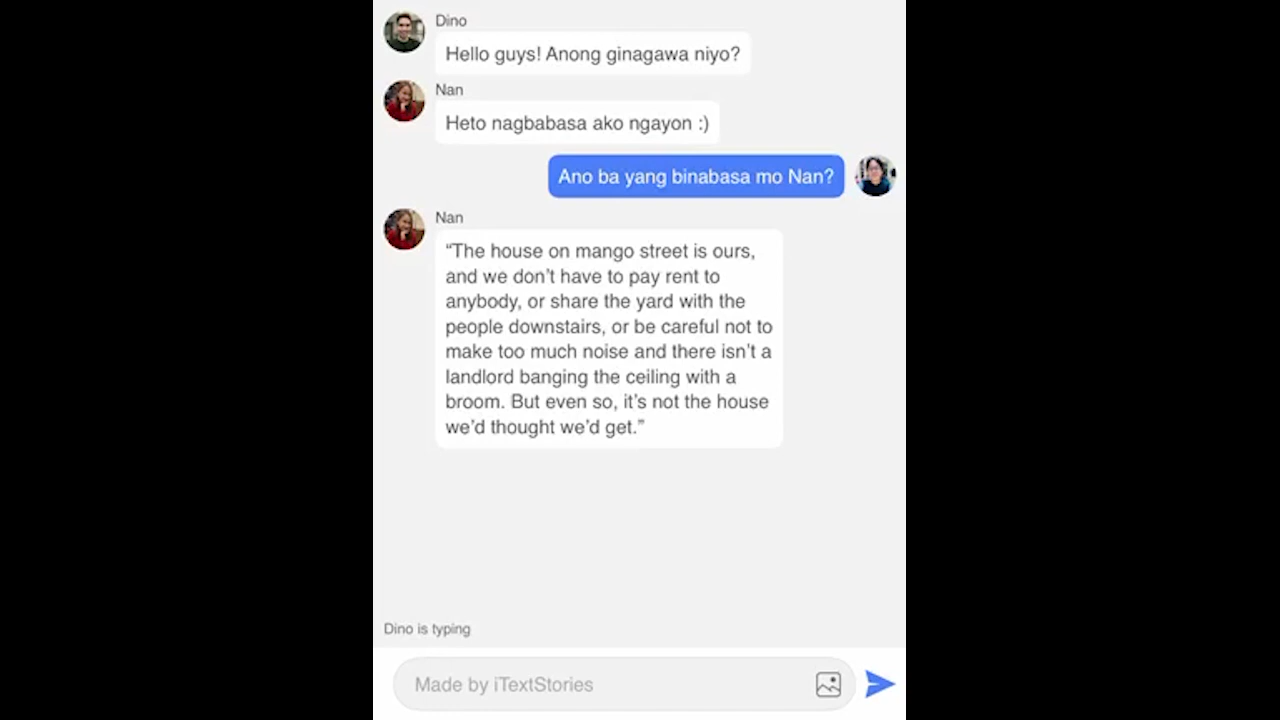 Dino
Hello guys! Anong ginagawa niyo?
Nan
Heto nagbabasa ako ngayon :)
Ano ba yang binabasa mo Nan?
Nan
“The house on mango street is ours,
and we don’t have to pay rent to
anybody, or share the yard with the
people downstairs, or be careful not to
make too much noise and there isn’t a
landlord banging the ceiling with a
broom. But even so, it’s not the house
we’d thought we’d get.”
Dino is typing
Made by iTextStories